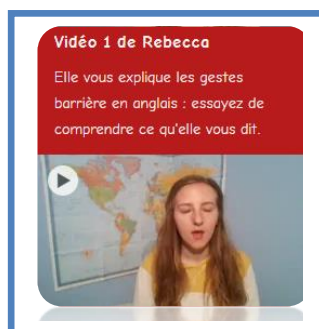 Vidéo 1 de Rebecca
Elle vous explique les gestes
barrière en anglais : essayez de
comprendre ce qu'elle vous dit.